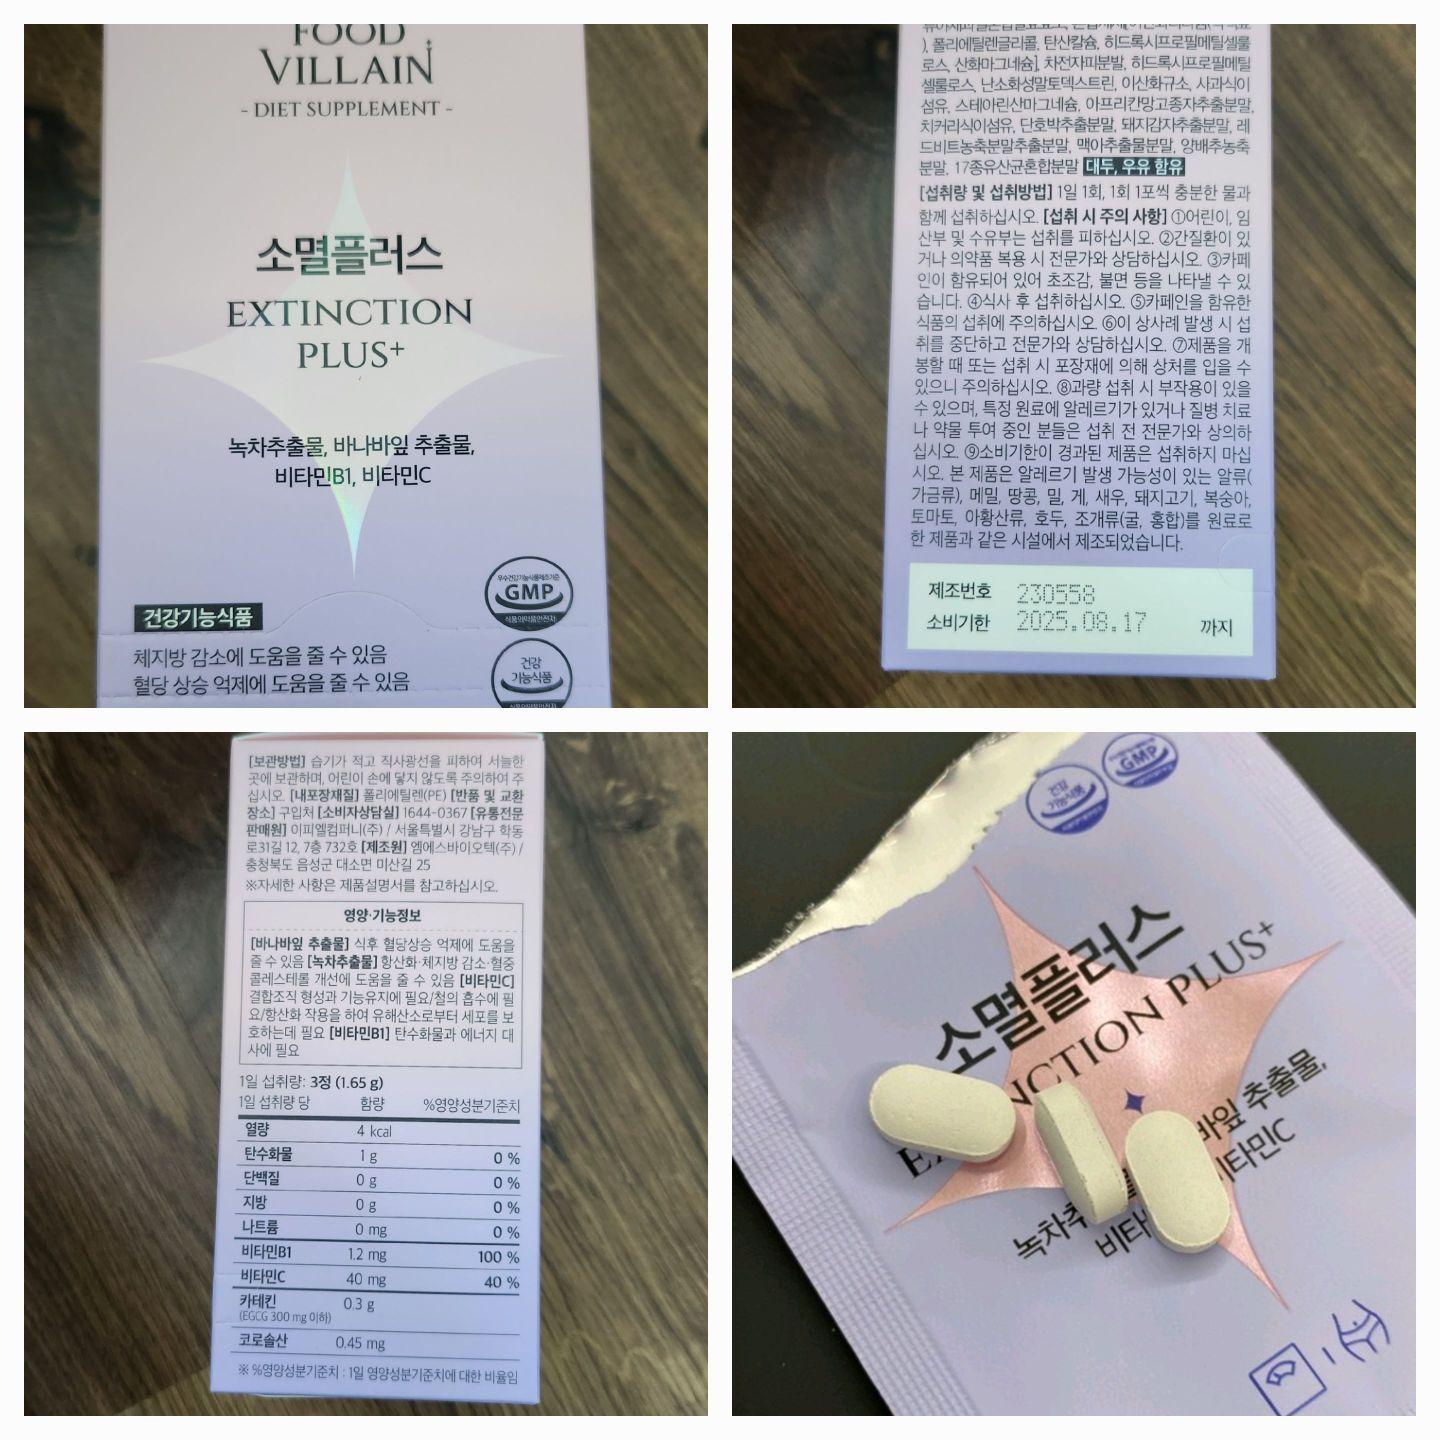 FOOD
VILLAIN
- DIET SUPPLEMENT -
소멸플러스
EXTINCTION
PLUS+
녹차추출물, 바나바잎 추출물,
비타민B1, 비타민C
건강기능식품
체지방 감소에 도움을 줄 수 있음
혈당 상승 억제에 도움을 줄 수 있음
우수건강기능식품제조기준
GMP
식품의약품안전처
건강
기능식품
식품의약품안전처
), 폴리에틸렌글리콜, 탄산칼슘, 히드록시프로필메틸셀룰
로스, 산화마그네슘], 차전자피분말, 히드록시프로필메틸
셀룰로스, 난소화성말토덱스트린, 이산화규소, 사과식이
섬유, 스테아린산마그네슘, 아프리칸망고종자추출분말,
치커리식이섬유, 단호박추출분말, 돼지감자추출분말, 레
드비트농축분말추출분말, 맥아추출물분말, 양배추농축
분말, 17종유산균혼합분말 대두, 우유 함유
[섭취량 및 섭취방법] 1일 1회, 1회 1포씩 충분한 물과
함께 섭취하십시오. [섭취 시 주의 사항] ①어린이, 임
산부 및 수유부는 섭취를 피하십시오. ②간질환이 있
거나 의약품 복용 시 전문가와 상담하십시오. ③카페
인이 함유되어 있어 초조감, 불면 등을 나타낼 수 있
습니다. ④식사 후 섭취하십시오. ⑤카페인을 함유한
식품의 섭취에 주의하십시오. ⑥이상사례 발생 시 섭
취를 중단하고 전문가와 상담하십시오. ⑦제품을 개
봉할 때 또는 섭취 시 포장재에 의해 상처를 입을 수
있으니 주의하십시오. ⑧과량 섭취 시 부작용이 있을
수 있으며, 특정 원료에 알레르기가 있거나 질병 치료
나 약물 투여 중인 분들은 섭취 전 전문가와 상의하
십시오. ⑨소비기한이 경과된 제품은 섭취하지 마십
시오. 본 제품은 알레르기 발생 가능성이 있는 알류(
가금류), 메밀, 땅콩, 밀, 게, 새우, 돼지고기, 복숭아,
토마토, 아황산류, 호두, 조개류(굴, 홍합)를 원료로
한 제품과 같은 시설에서 제조되었습니다.
제조번호 230558
소비기한 2025.08.17 까지
[보관방법] 습기가 적고 직사광선을 피하여 서늘한
곳에 보관하며, 어린이 손에 닿지 않도록 주의하여 주
십시오. [내포장재질] 폴리에틸렌(PE) [반품 및 교환
장소] 구입처 [소비자상담실] 1644-0367 [유통전문
판매원] 이피엘컴퍼니(주) / 서울특별시 강남구 학동
로31길 12, 7층 732호 [제조원] 엠에스바이오텍(주) /
충청북도 음성군 대소면 미산길 25
※자세한 사항은 제품설명서를 참고하십시오.
영양·기능정보
[바나바잎 추출물] 식후 혈당상승 억제에 도움을
줄 수 있음 [녹차추출물] 항산화·체지방 감소·혈중
콜레스테롤 개선에 도움을 줄 수 있음 [비타민C]
결합조직 형성과 기능유지에 필요/철의 흡수에 필
요/항산화 작용을 하여 유해산소로부터 세포를 보
호하는데 필요 [비타민B1] 탄수화물과 에너지 대
사에 필요
1일 섭취량: 3정 (1.65 g)
1일 섭취량 당 함량 %영양성분기준치
열량 4 kcal
탄수화물 1 g 0 %
단백질 0 g 0 %
지방 0 g 0 %
나트륨 0 mg 0 %
비타민B1 1.2 mg 100 %
비타민C 40 mg 40 %
카테킨 0.3 g
(EGCG 300 mg 이하)
코로솔산 0.45 mg
※ %영양성분기준치 : 1일 영양성분기준치에 대한 비율임
건강
기능식품
GMP
소멸플러스
NCTION PLUS+
바잎 추출물,
녹차추
비타민C